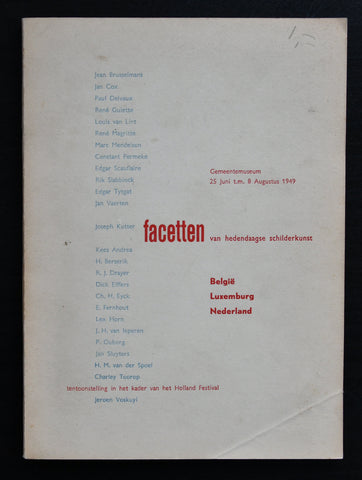 1,=
Jean Brusselmans
Jan Cox
Paul Delvaux
René Guiette
Louis van Lint
René Magritte
Marc Mendelson
Constant Permeke
Edgar Scauflaire
Rik Slabbinck
Edgar Tytgat
Jan Vaerten
Gemeentemuseum
25 Juni t.m. 8 Augustus 1949
Joseph Kutter
facetten van hedendaagse schilderkunst
Kees Andrea
H. Berserik
R. J. Draijer
Dick Elffers
Ch. H. Eyck
E. Fernhout
Lex Horn
J. H. van Ieperen
P. Ouborg
Jan Sluyters
H. M. van der Spoel
Charley Toorop
België
Luxemburg
Nederland
tentoonstelling in het kader van het Holland Festival
Jeroen Voskuyl